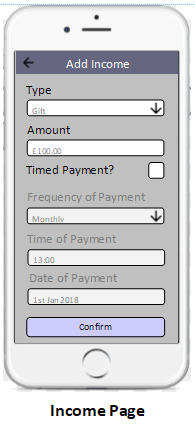 Add Income
Type
Gift
Amount
£100.00
Timed Payment?
Frequency of Payment
Monthly
Time of Payment
13:00
Date of Payment
1st Jan 2018
Confirm
Income Page